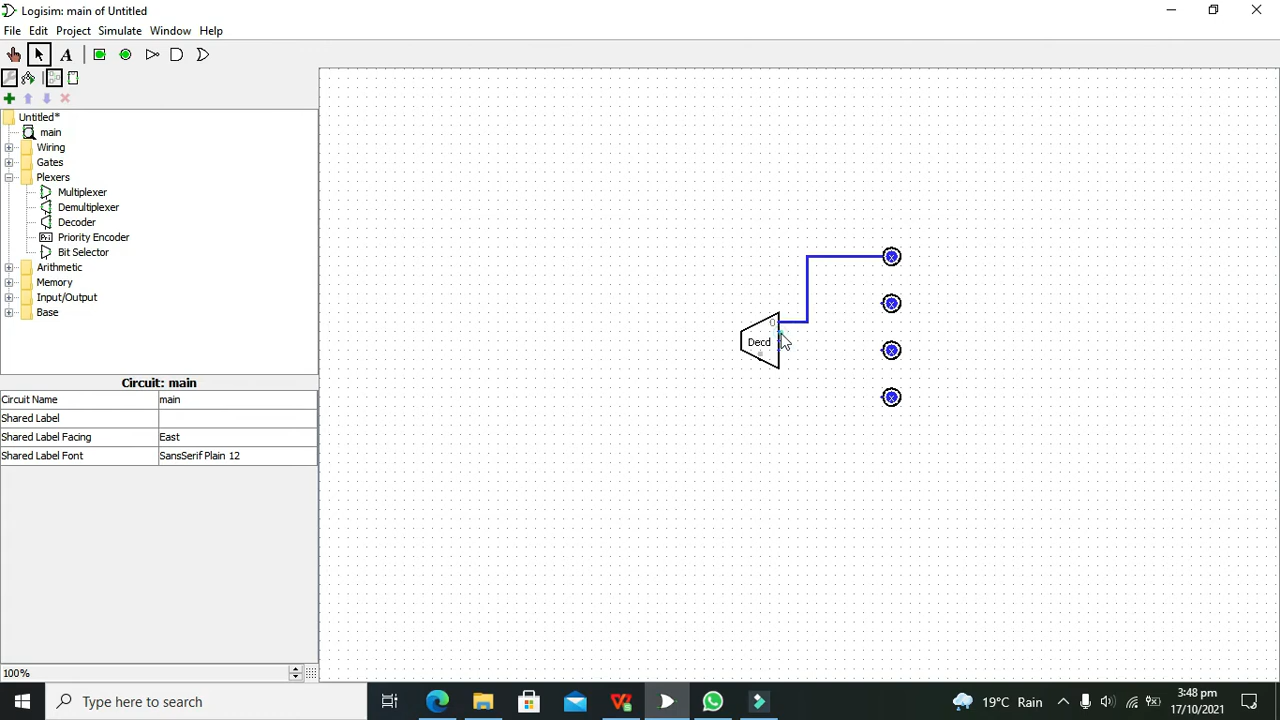 Logisim: main of Untitled
File Edit Project Simulate Window Help
A
Untitled*
main
Wiring
Gates
Plexers
Multiplexer
Demultiplexer
Decoder
Pri Priority Encoder
Bit Selector
Arithmetic
Memory
Input/Output
Base
Circuit: main
Circuit Name main
Shared Label
Shared Label Facing East
Shared Label Font SansSerif Plain 12
100%
x
x
0
Decd
x
x
Type here to search
19°C Rain
3:48 pm
17/10/2021